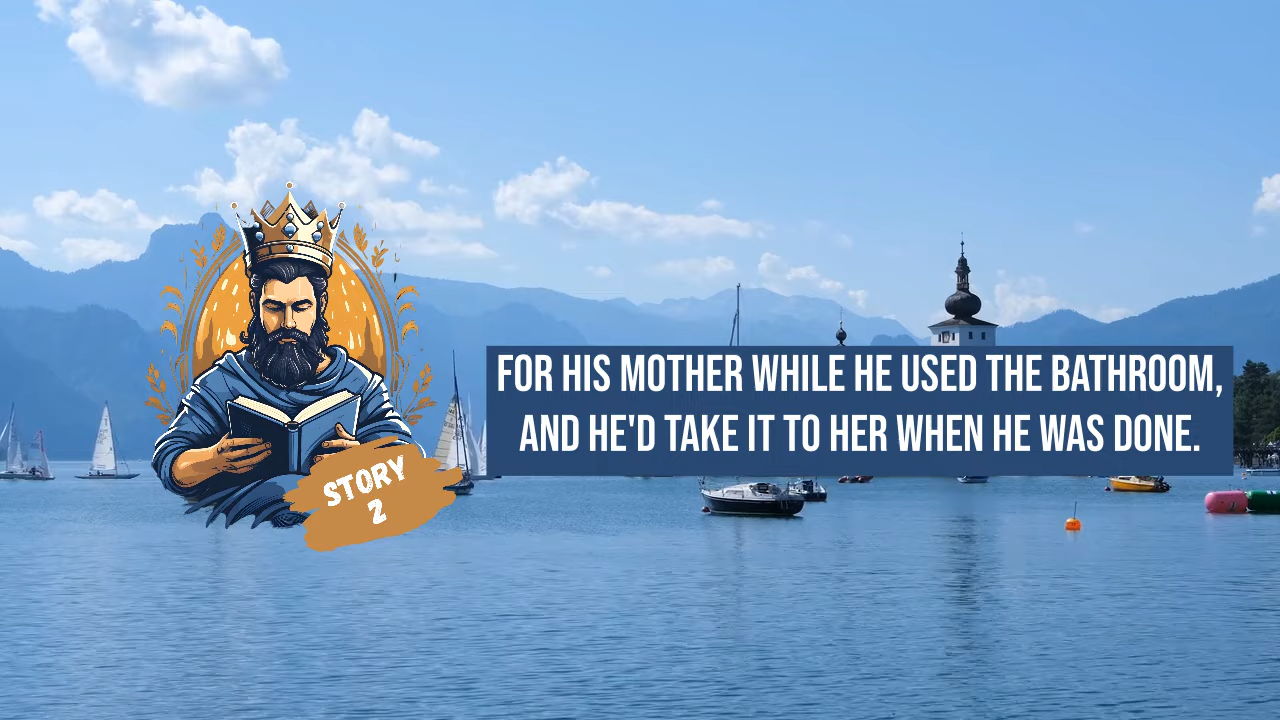 FOR HIS MOTHER WHILE HE USED THE BATHROOM,
AND HE'D TAKE IT TO HER WHEN HE WAS DONE.
STORY
2